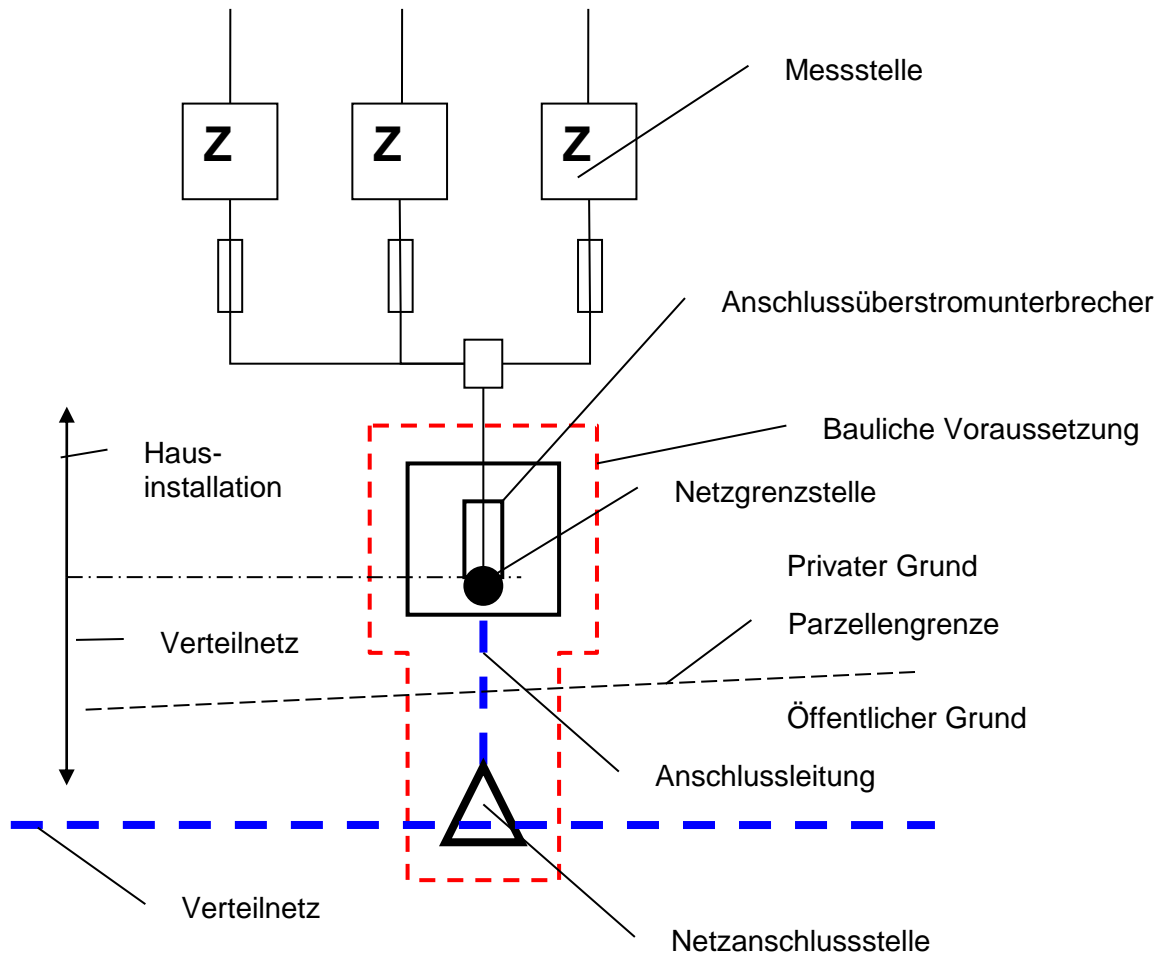 Messstelle
Z Z Z
Anschlussüberstromunterbrecher
Bauliche Voraussetzung
Haus-
installation
Netzgrenzstelle
Privater Grund
Parzellengrenze
Verteilnetz
Öffentlicher Grund
Anschlussleitung
Verteilnetz
Netzanschlussstelle